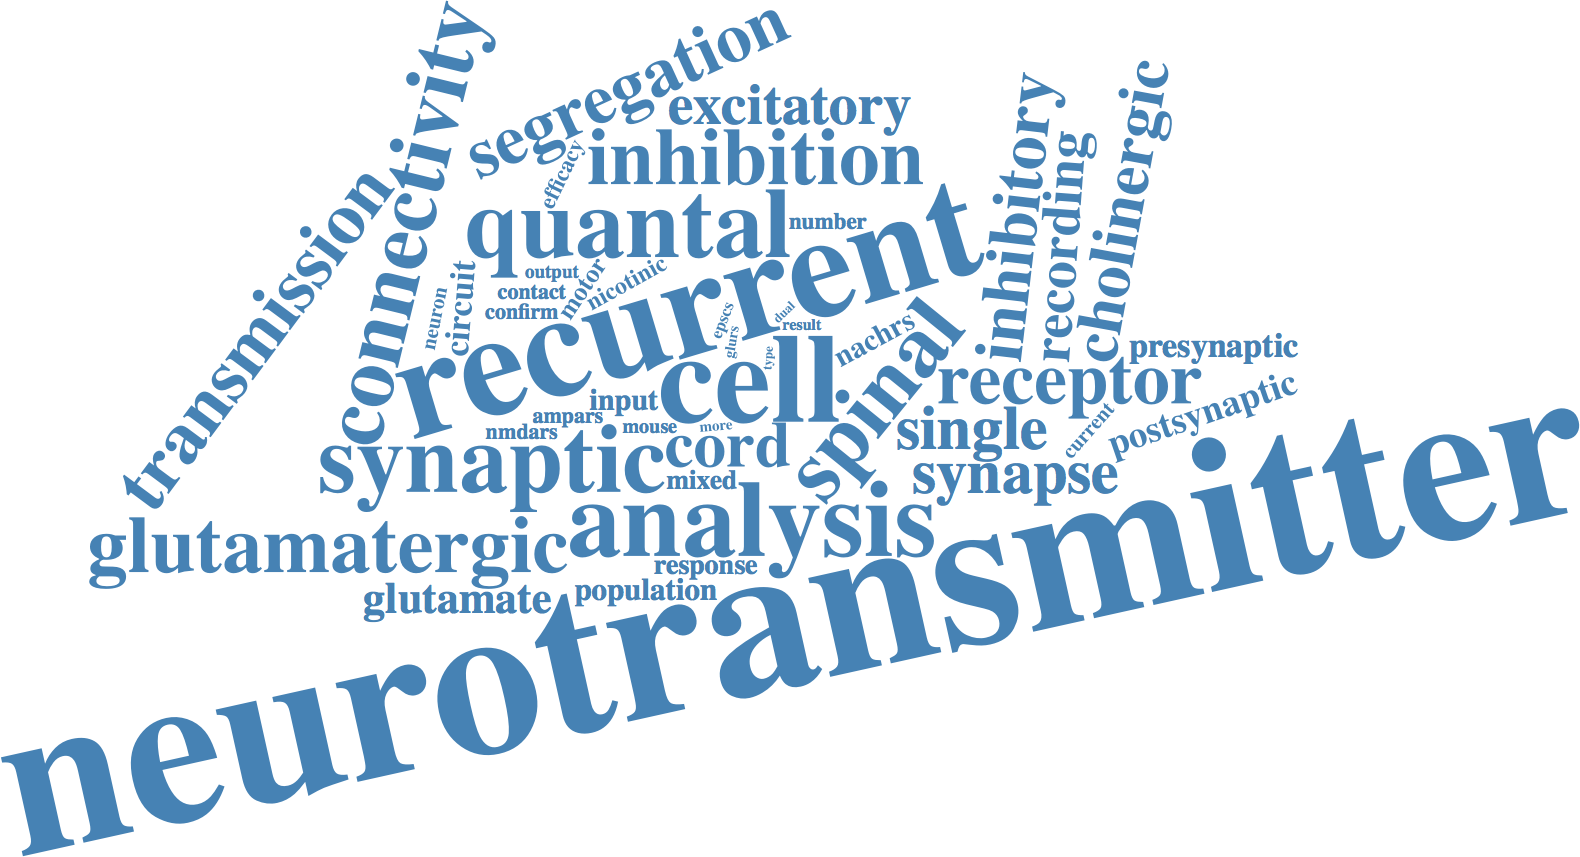 connectivity
segregation
transmission
excitatory
inhibition
efficacy
inhibitory
recording
cholinergic
quantal
number
recurrent
output
motor
nicotinic
contact
confirm
neuron
circuit
epscs
glurs
dual
result
type
nachrs
cell
spinal
presynaptic
receptor
postsynaptic
current
input
ampars
nmdars
mouse
more
single
synaptic
cord
mixed
synapse
analysis
glutamatergic
response
population
glutamate
neurotransmitter